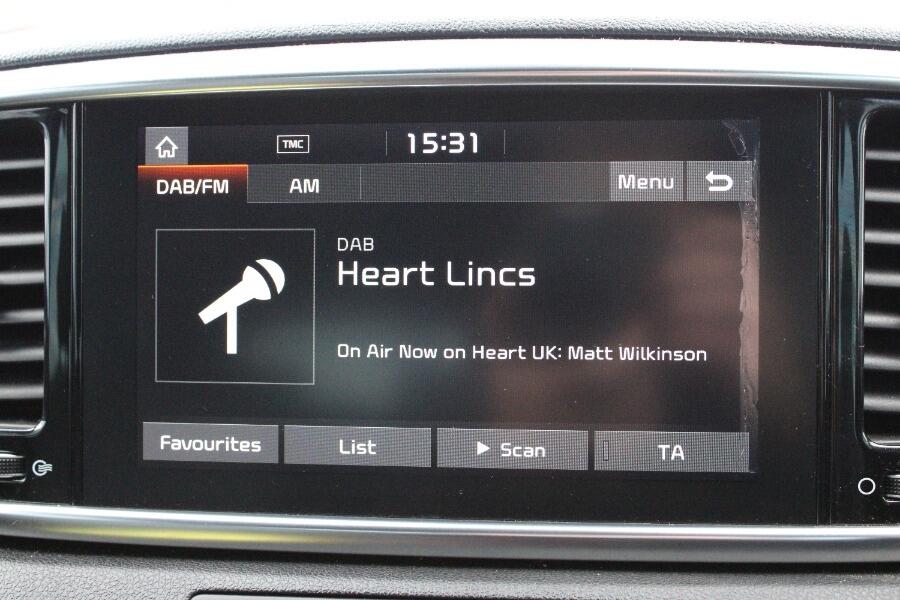 TMC
15:31
DAB/FM AM Menu
DAB
Heart Lincs
On Air Now on Heart UK: Matt Wilkinson
Favourites List Scan TA